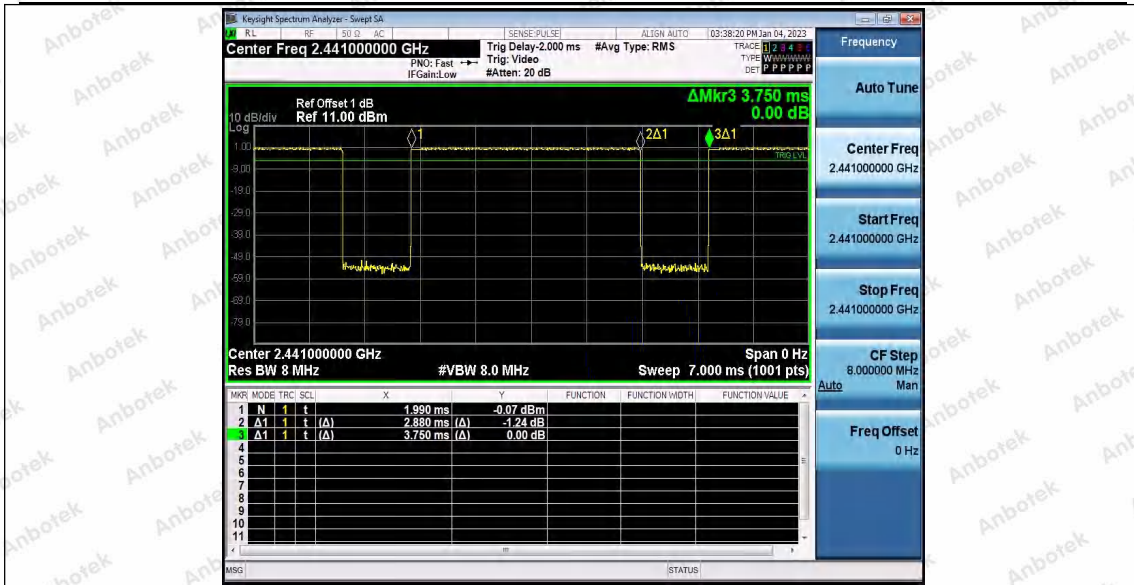 Keysight Spectrum Analyzer - Swept SA
RL RF 50 Ω AC SENSE:PULSE ALIGN AUTO 03:38:20 PM Jan 04, 2023
Center Freq 2.441000000 GHz Trig Delay-2.000 ms #Avg Type: RMS TRACE 1 2 3 4 5 6
PNO: Fast Trig: Video TYPE WWWWWW
IFGain:Low #Atten: 20 dB DET P P P P P P
Frequency
Auto Tune
Center Freq
2.441000000 GHz
Start Freq
2.441000000 GHz
Stop Freq
2.441000000 GHz
CF Step
8.000000 MHz
Auto Man
Freq Offset
0 Hz
ΔMkr3 3.750 ms
0.00 dB
Ref Offset 1 dB
10 dB/div Ref 11.00 dBm
Log
1 2Δ1 3Δ1
1.00
TRIG LVL
-9.00
-19.0
-29.0
-39.0
-49.0
-59.0
-69.0
-79.0
Center 2.441000000 GHz Span 0 Hz
Res BW 8 MHz #VBW 8.0 MHz Sweep 7.000 ms (1001 pts)
MKR MODE TRC SCL X Y FUNCTION FUNCTION WIDTH FUNCTION VALUE
1 N 1 t 1.990 ms -0.07 dBm
2 Δ1 1 t (Δ) 2.880 ms (Δ) -1.24 dB
3 Δ1 1 t (Δ) 3.750 ms (Δ) 0.00 dB
4
5
6
7
8
9
10
11
MSG STATUS
Anbotek